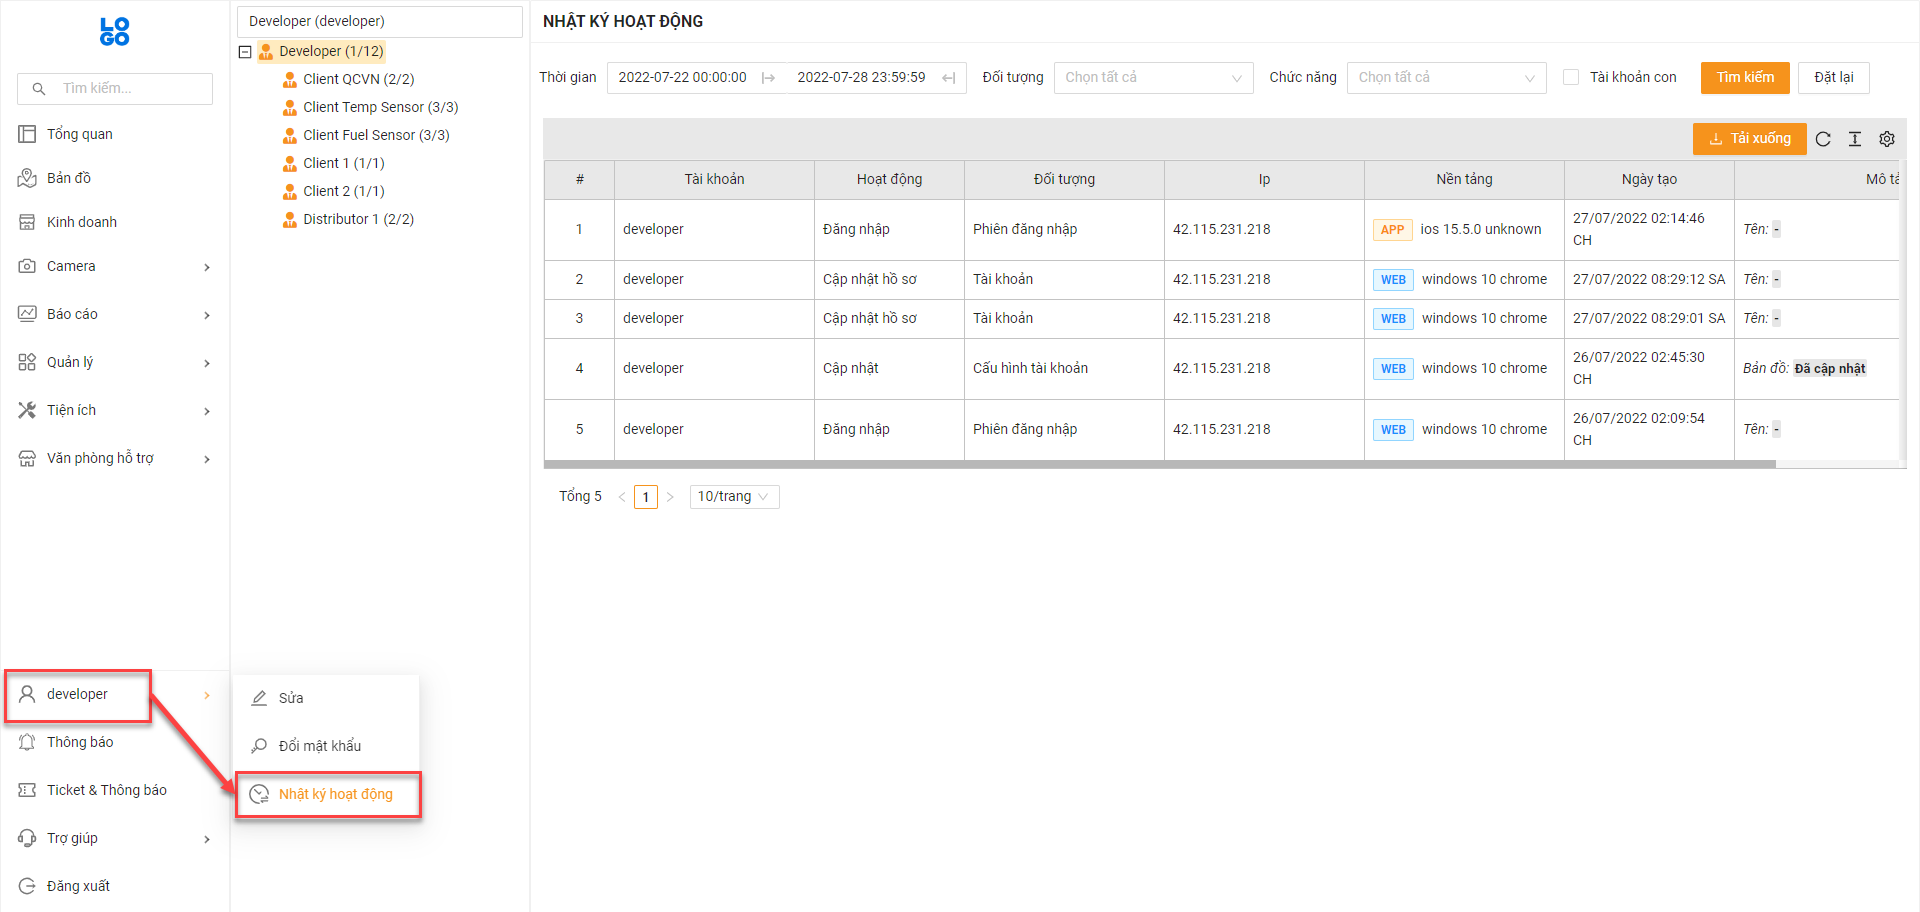 LO
GO
Tìm kiếm...
Tổng quan
Bản đồ
Kinh doanh
Camera
Báo cáo
Quản lý
Tiện ích
Văn phòng hỗ trợ
developer
Thông báo
Ticket & Thông báo
Trợ giúp
Đăng xuất
Developer (developer)
Developer (1/12)
Client QCVN (2/2)
Client Temp Sensor (3/3)
Client Fuel Sensor (3/3)
Client 1 (1/1)
Client 2 (1/1)
Distributor 1 (2/2)
Sửa
Đổi mật khẩu
Nhật ký hoạt động
NHẬT KÝ HOẠT ĐỘNG
Thời gian 2022-07-22 00:00:00 2022-07-28 23:59:59 Đối tượng Chọn tất cả Chức năng Chọn tất cả Tài khoản con Tìm kiếm Đặt lại
Tải xuống
# Tài khoản Hoạt động Đối tượng Ip Nền tảng Ngày tạo Mô tả
1 developer Đăng nhập Phiên đăng nhập 42.115.231.218 APP ios 15.5.0 unknown 27/07/2022 02:14:46 CH Tên: -
2 developer Cập nhật hồ sơ Tài khoản 42.115.231.218 WEB windows 10 chrome 27/07/2022 08:29:12 SA Tên: -
3 developer Cập nhật hồ sơ Tài khoản 42.115.231.218 WEB windows 10 chrome 27/07/2022 08:29:01 SA Tên: -
4 developer Cập nhật Cấu hình tài khoản 42.115.231.218 WEB windows 10 chrome 26/07/2022 02:45:30 CH Bản đồ: Đã cập nhật
5 developer Đăng nhập Phiên đăng nhập 42.115.231.218 WEB windows 10 chrome 26/07/2022 02:09:54 CH Tên: -
Tổng 5 < 1 > 10/trang